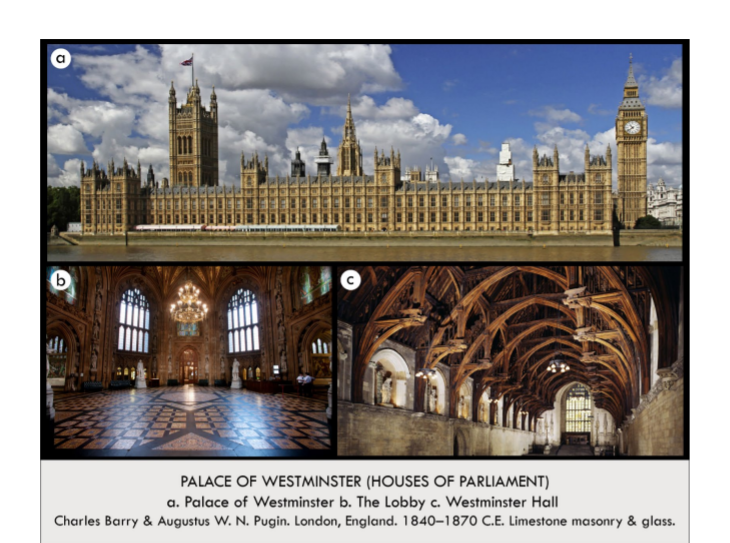 a
b
c
PALACE OF WESTMINSTER (HOUSES OF PARLIAMENT)
a. Palace of Westminster b. The Lobby c. Westminster Hall
Charles Barry & Augustus W. N. Pugin. London, England. 1840–1870 C.E. Limestone masonry & glass.